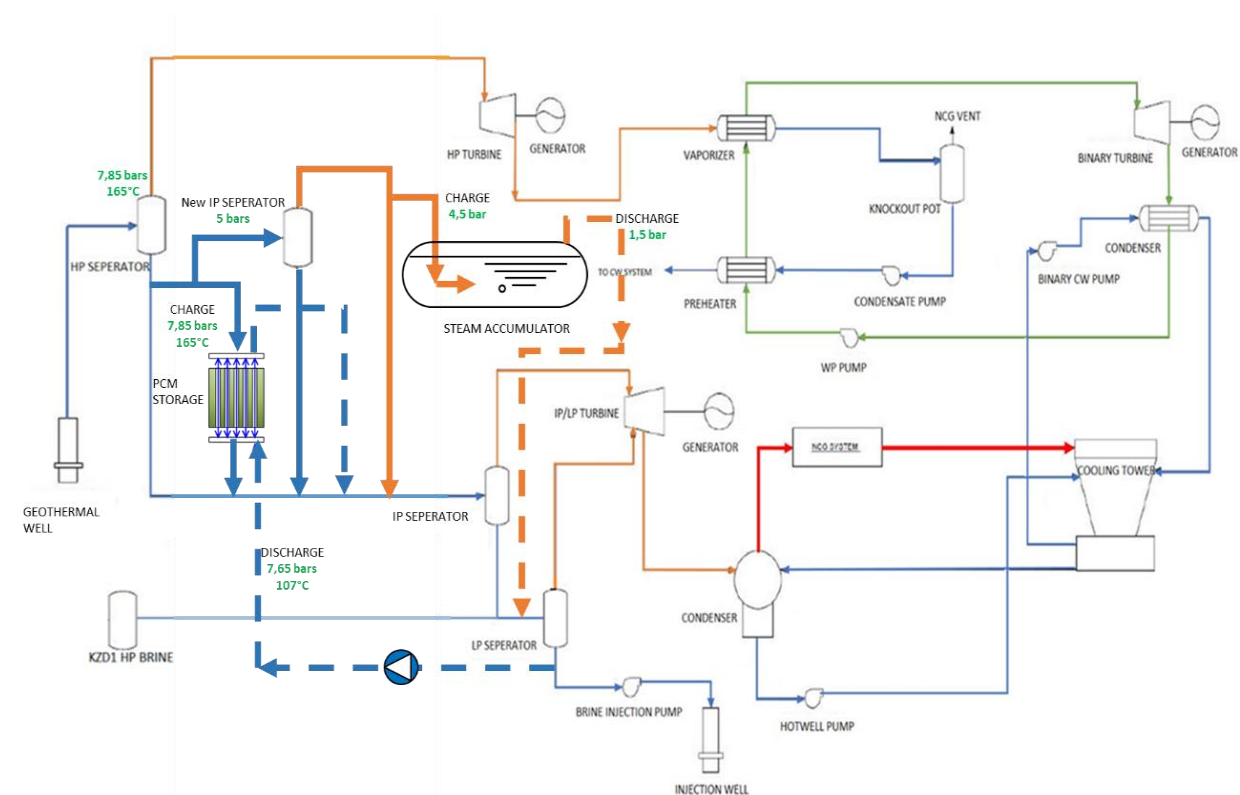 NCG VENT
HP TURBINE
GENERATOR
VAPORIZER
BINARY TURBINE
GENERATOR
7,85 bars
165°C
New IP SEPERATOR
5 bars
CHARGE
4,5 bar
DISCHARGE
1,5 bar
KNOCKOUT POT
CONDENSER
HP SEPERATOR
TO CW SYSTEM
BINARY CW PUMP
PREHEATER
CONDENSATE PUMP
CHARGE
7,85 bars
165°C
STEAM ACCUMULATOR
WP PUMP
PCM
STORAGE
IP/LP TURBINE
GENERATOR
NCG SYSTEM
COOLING TOWER
GEOTHERMAL
WELL
IP SEPERATOR
DISCHARGE
7,65 bars
107°C
CONDENSER
LP SEPERATOR
KZD1 HP BRINE
BRINE INJECTION PUMP
HOTWELL PUMP
INJECTION WELL